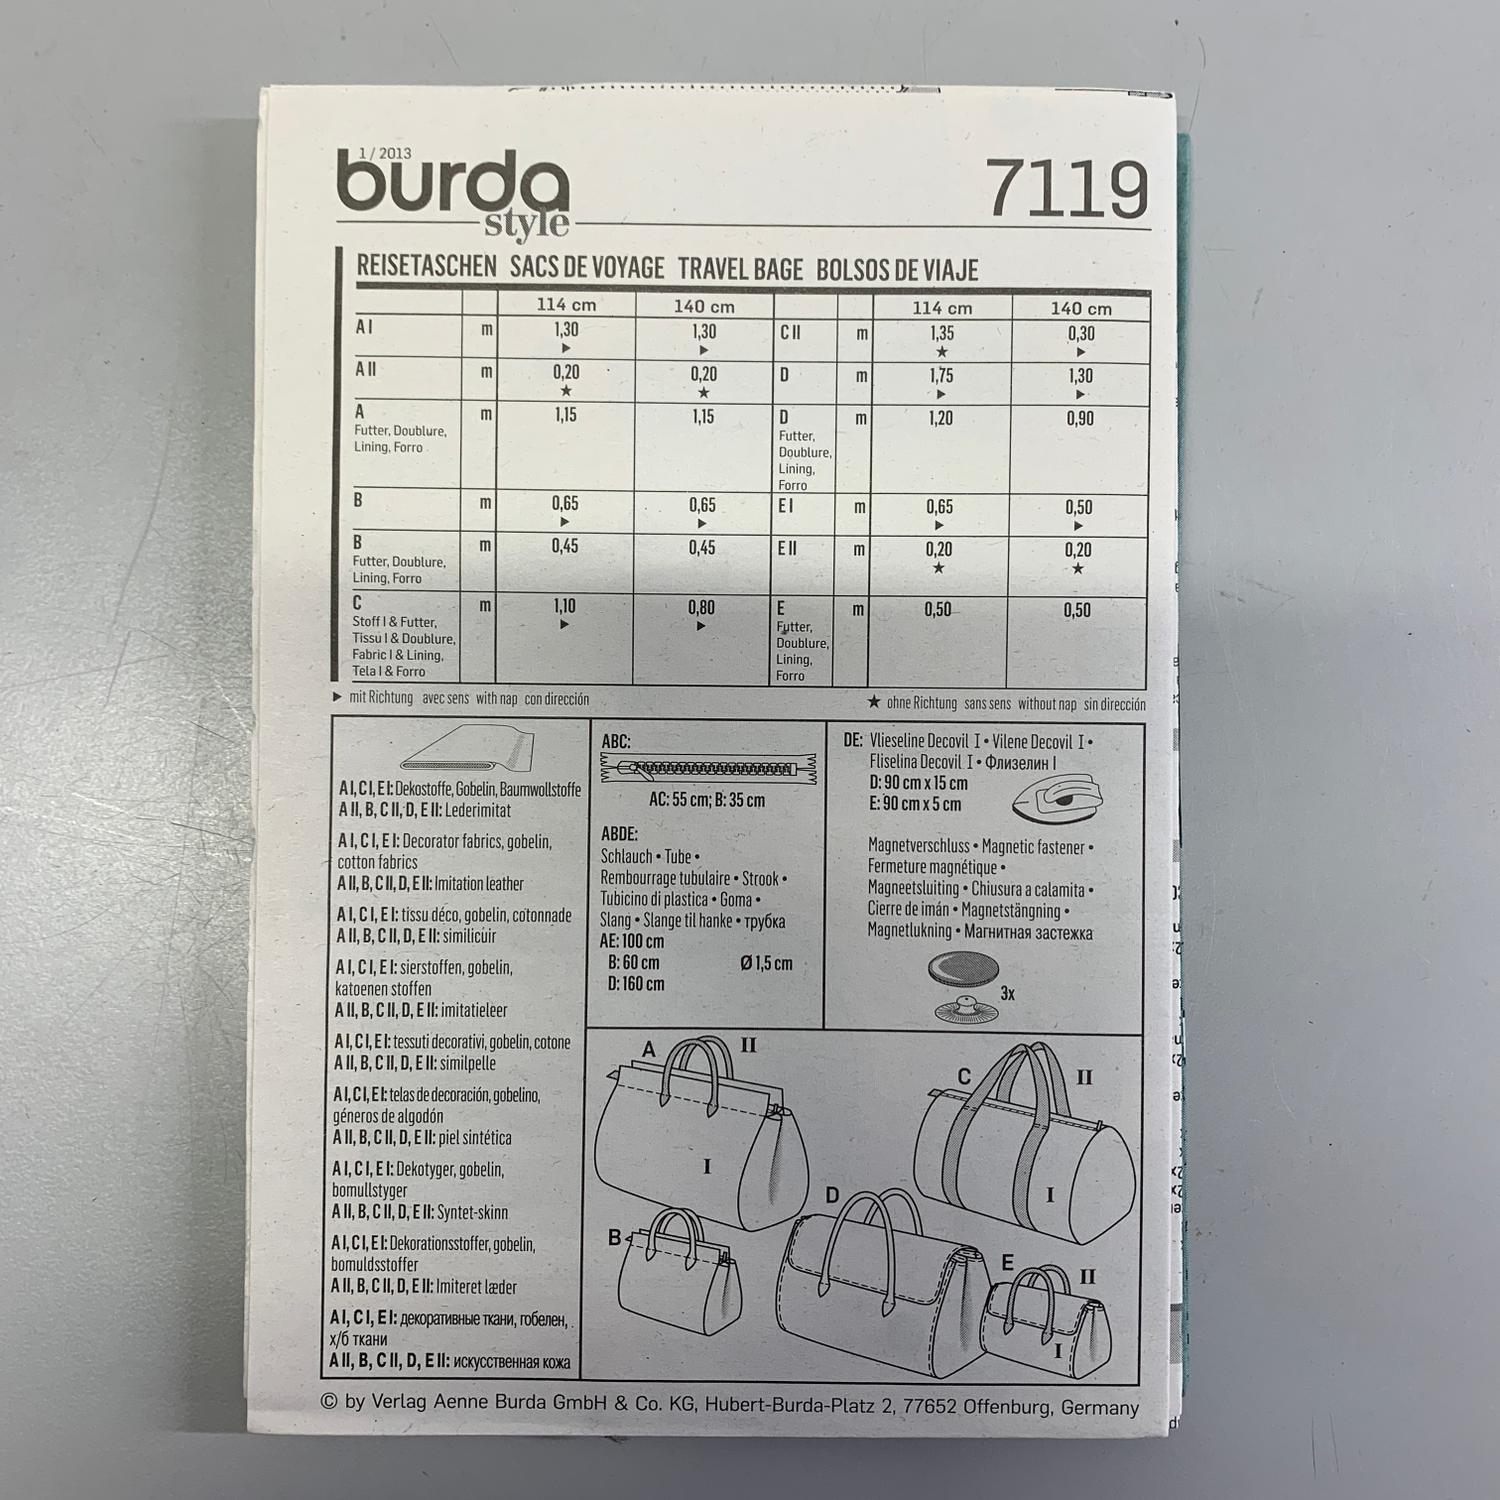 1 / 2013
burda
style
7119
REISETASCHEN SACS DE VOYAGE TRAVEL BAGE BOLSOS DE VIAJE
114 cm 140 cm 114 cm 140 cm
A I m 1,30 ► 1,30 ► C II m 1,35 ★ 0,30 ►
A II m 0,20 ★ 0,20 ★ D m 1,75 ► 1,30 ►
A m 1,15 1,15 D m 1,20 0,90
Futter, Doublure, Futter,
Lining, Forro Doublure,
Lining,
Forro
B m 0,65 ► 0,65 ► E I m 0,65 ► 0,50 ►
B m 0,45 0,45 E II m 0,20 ★ 0,20 ★
Futter, Doublure,
Lining, Forro
C m 1,10 ► 0,80 ► E m 0,50 0,50
Stoff I & Futter, Futter,
Tissu I & Doublure, Doublure,
Fabric I & Lining, Lining,
Tela I & Forro Forro
► mit Richtung avec sens with nap con dirección ★ ohne Richtung sans sens without nap sin dirección
A I, C I, E I: Dekostoffe, Gobelin, Baumwollstoffe
A II, B, C II, D, E II: Lederimitat
A I, C I, E I: Decorator fabrics, gobelin,
cotton fabrics
A II, B, C II, D, E II: Imitation leather
A I, C I, E I: tissu déco, gobelin, cotonnade
A II, B, C II, D, E II: similicuir
A I, C I, E I: sierstoffen, gobelin,
katoenen stoffen
A II, B, C II, D, E II: imitatieleer
A I, C I, E I: tessuti decorativi, gobelin, cotone
A II, B, C II, D, E II: similpelle
A I, C I, E I: telas de decoración, gobelino,
géneros de algodón
A II, B, C II, D, E II: piel sintética
A I, C I, E I: Dekotyger, gobelin,
bomullstyger
A II, B, C II, D, E II: Syntet-skinn
A I, C I, E I: Dekorationsstoffer, gobelin,
bomuldsstoffer
A II, B, C II, D, E II: Imiteret læder
A I, C I, E I: декоративные ткани, гобелен,
х/б ткани
A II, B, C II, D, E II: искусственная кожа
ABC:
AC: 55 cm; B: 35 cm
ABDE:
Schlauch • Tube •
Rembourrage tubulaire • Strook •
Tubicino di plastica • Goma •
Slang • Slange til hanke • трубка
AE: 100 cm
B: 60 cm Ø 1,5 cm
D: 160 cm
DE: Vlieseline Decovil I • Vilene Decovil I •
Fliselina Decovil I • Флизелин I
D: 90 cm x 15 cm
E: 90 cm x 5 cm
Magnetverschluss • Magnetic fastener •
Fermeture magnétique •
Magneetsluiting • Chiusura a calamita •
Cierre de imán • Magnetstängning •
Magnetlukning • Магнитная застежка
3x
A II
I
C II
I
B
D
E II
I
© by Verlag Aenne Burda GmbH & Co. KG, Hubert-Burda-Platz 2, 77652 Offenburg, Germany